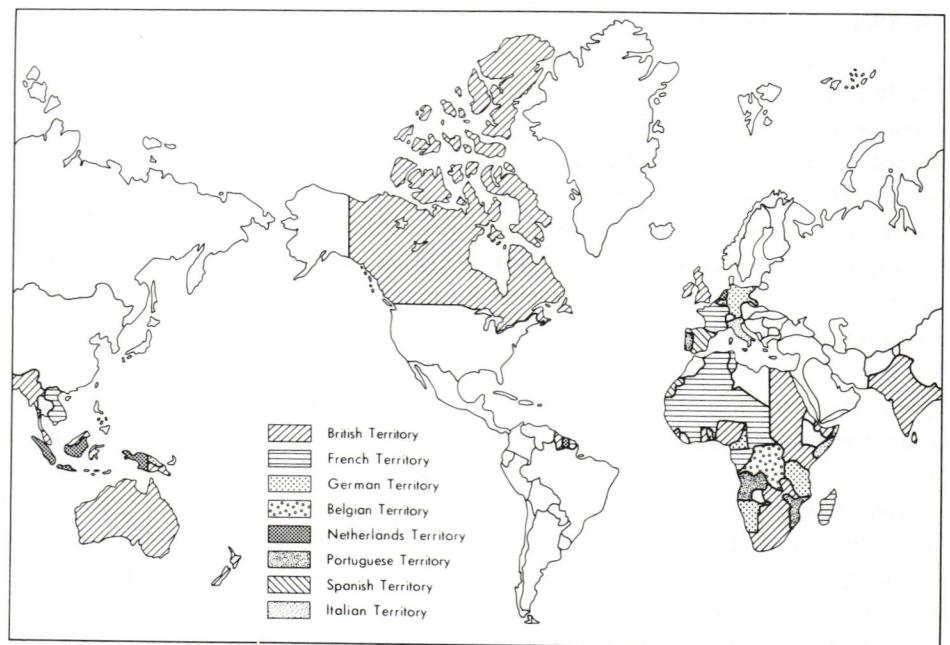 British Territory
French Territory
German Territory
Belgian Territory
Netherlands Territory
Portuguese Territory
Spanish Territory
Italian Territory